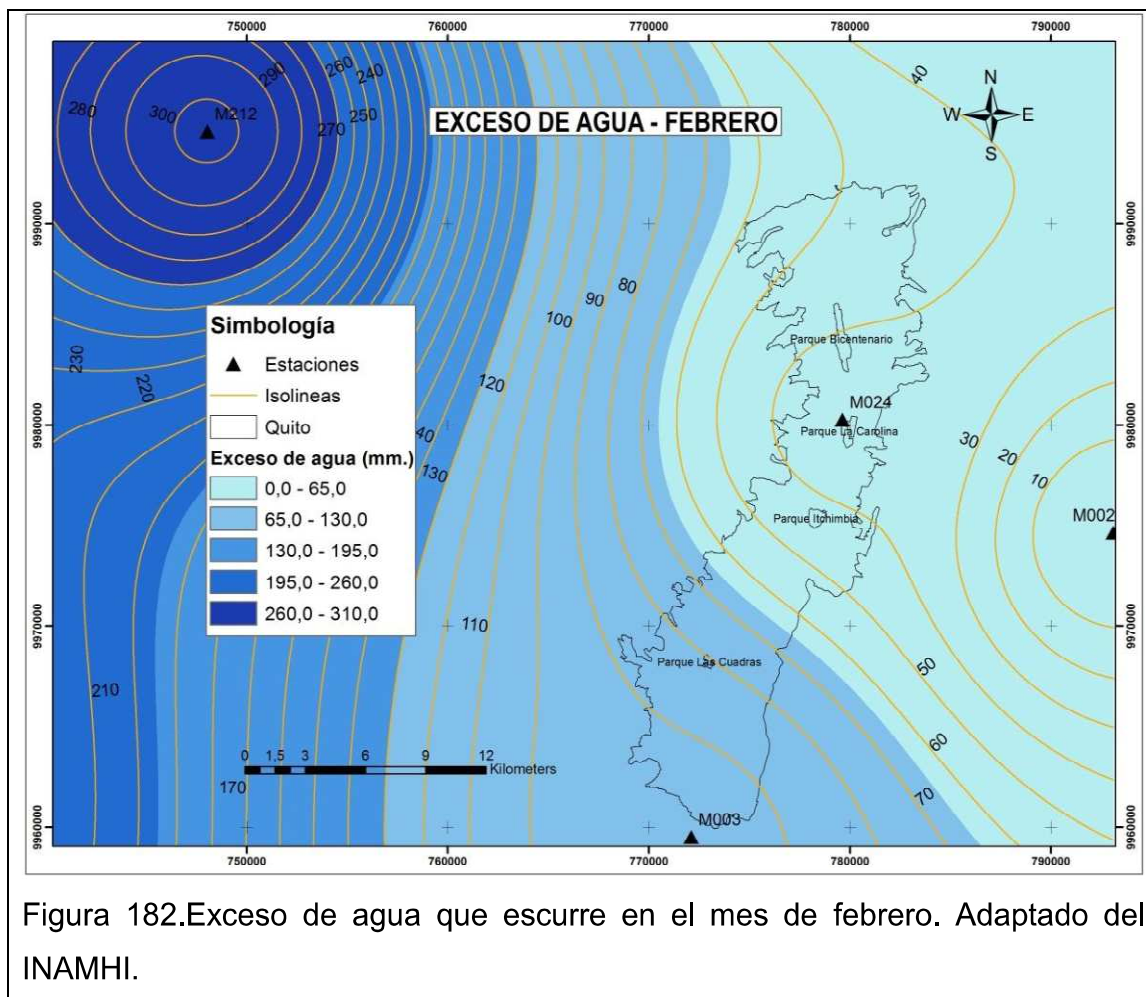 750000 760000 770000 780000 790000
260
290
240
280
300
M212
250
270
EXCESO DE AGUA - FEBRERO
40
N
W E
S
9990000 9990000
80
90
100
230
220
120
Simbología
Estaciones
Isolineas
Quito
Exceso de agua (mm.)
0,0 - 65,0
65,0 - 130,0
130,0 - 195,0
195,0 - 260,0
260,0 - 310,0
40
130
Parque Bicentenario
M024
Parque La Carolina
9980000 9980000
30
20
10
M002
Parque Itchimbia
110
9970000 9970000
Parque Las Cuadras
210
50
60
70
0 1,5 3 6 9 12
Kilometers
170
M003
9960000 9960000
750000 760000 770000 780000 790000
Figura 182.Exceso de agua que escurre en el mes de febrero. Adaptado del
INAMHI.